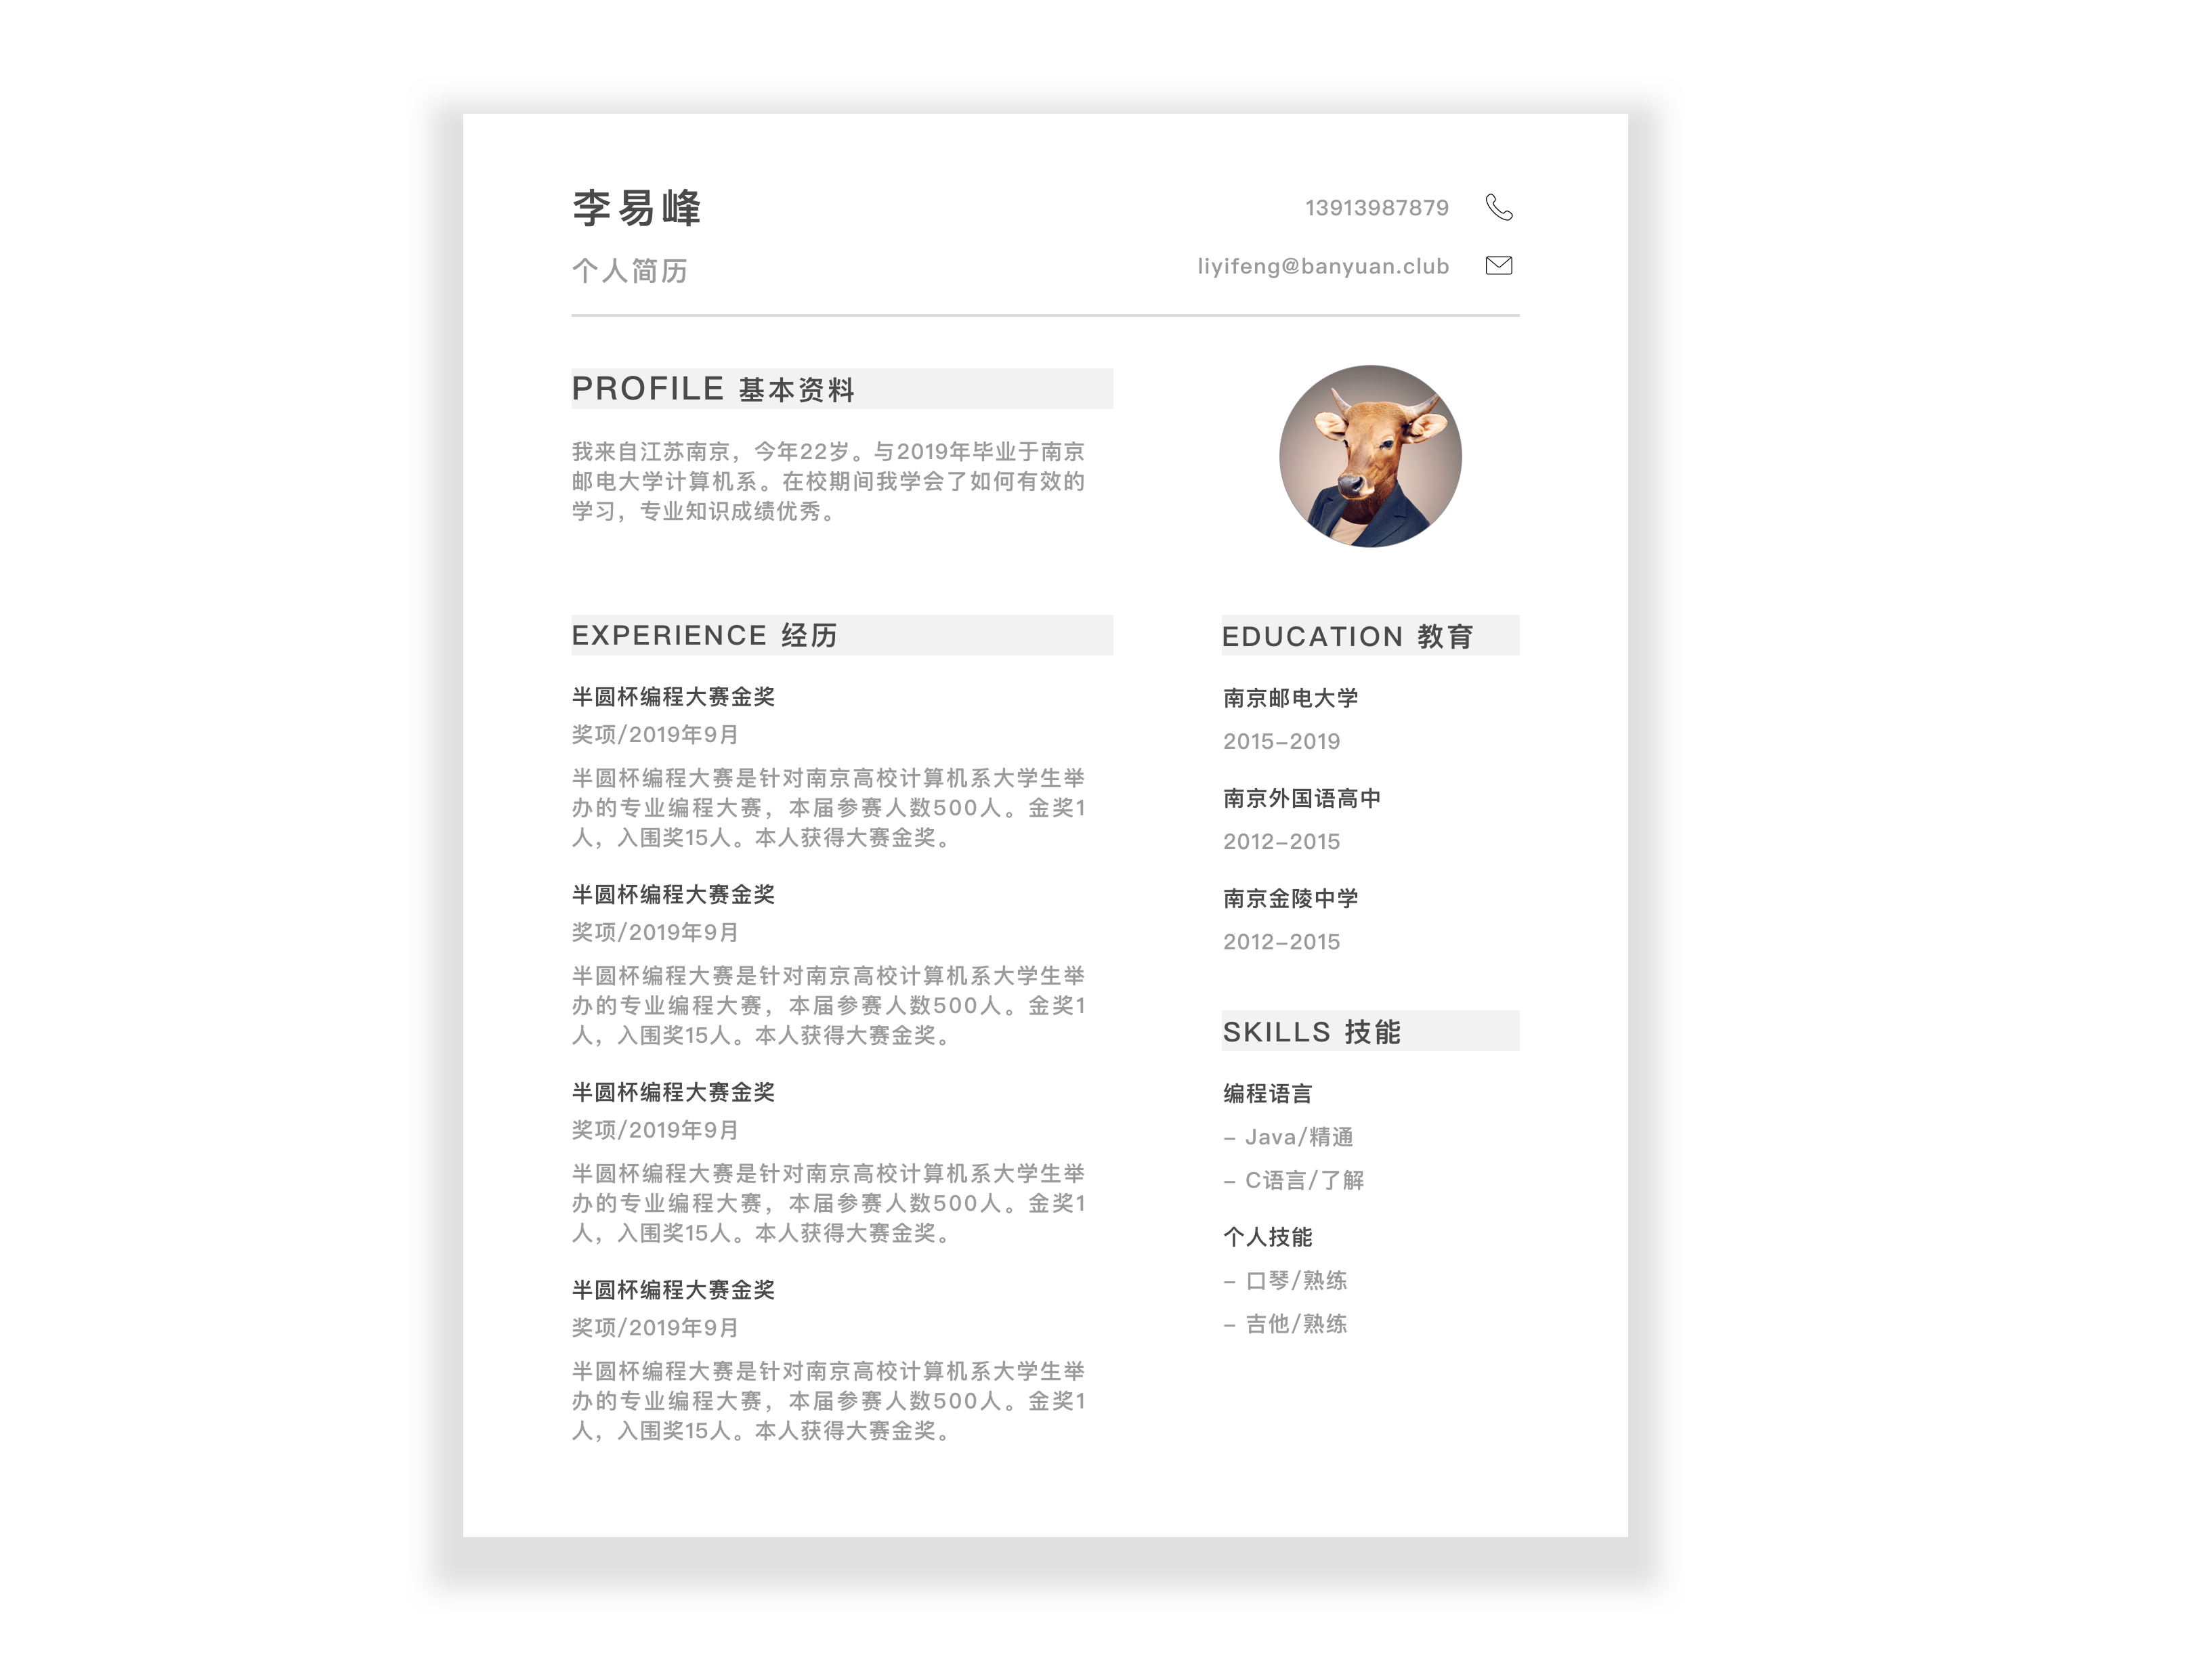 李易峰
个人简历
13913987879
liyifeng@banyuan.club
PROFILE 基本资料
我来自江苏南京，今年22岁。与2019年毕业于南京
邮电大学计算机系。在校期间我学会了如何有效的
学习，专业知识成绩优秀。
EXPERIENCE 经历
半圆杯编程大赛金奖
奖项/2019年9月
半圆杯编程大赛是针对南京高校计算机系大学生举
办的专业编程大赛，本届参赛人数500人。金奖1
人，入围奖15人。本人获得大赛金奖。
半圆杯编程大赛金奖
奖项/2019年9月
半圆杯编程大赛是针对南京高校计算机系大学生举
办的专业编程大赛，本届参赛人数500人。金奖1
人，入围奖15人。本人获得大赛金奖。
半圆杯编程大赛金奖
奖项/2019年9月
半圆杯编程大赛是针对南京高校计算机系大学生举
办的专业编程大赛，本届参赛人数500人。金奖1
人，入围奖15人。本人获得大赛金奖。
半圆杯编程大赛金奖
奖项/2019年9月
半圆杯编程大赛是针对南京高校计算机系大学生举
办的专业编程大赛，本届参赛人数500人。金奖1
人，入围奖15人。本人获得大赛金奖。
EDUCATION 教育
南京邮电大学
2015–2019
南京外国语高中
2012–2015
南京金陵中学
2012–2015
SKILLS 技能
编程语言
– Java/精通
– C语言/了解
个人技能
– 口琴/熟练
– 吉他/熟练